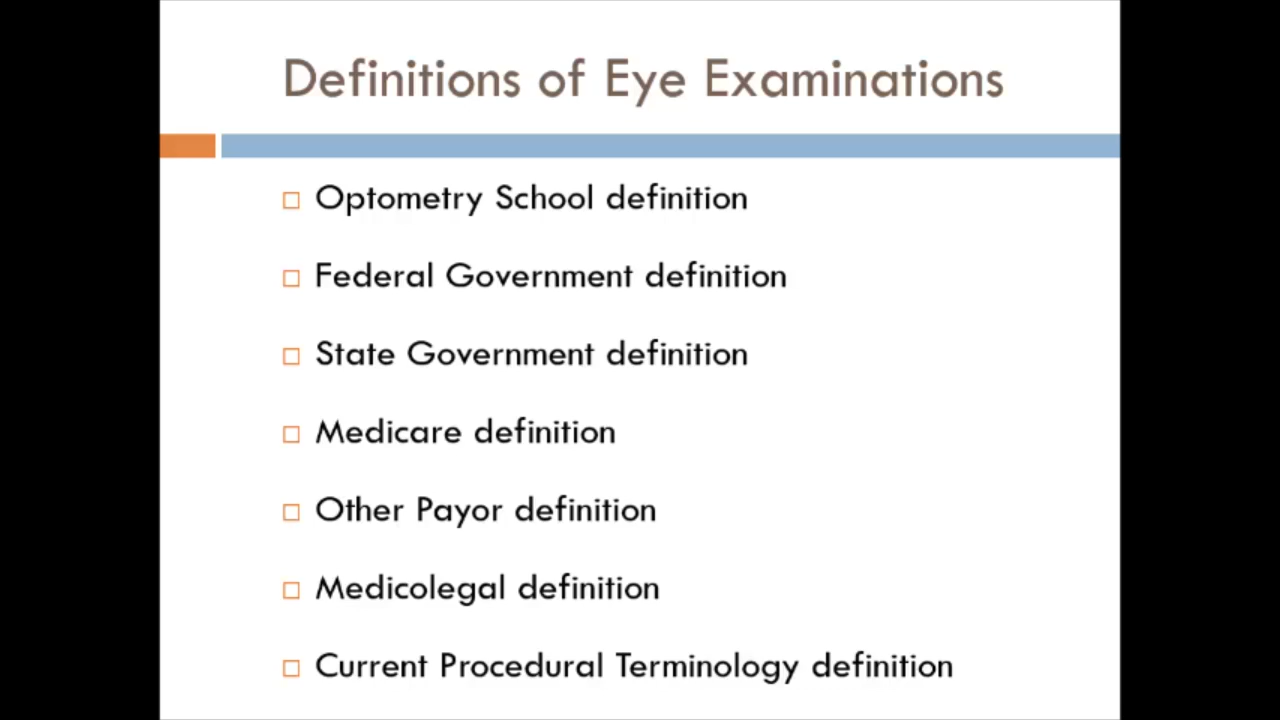 Definitions of Eye Examinations
Optometry School definition
Federal Government definition
State Government definition
Medicare definition
Other Payor definition
Medicolegal definition
Current Procedural Terminology definition